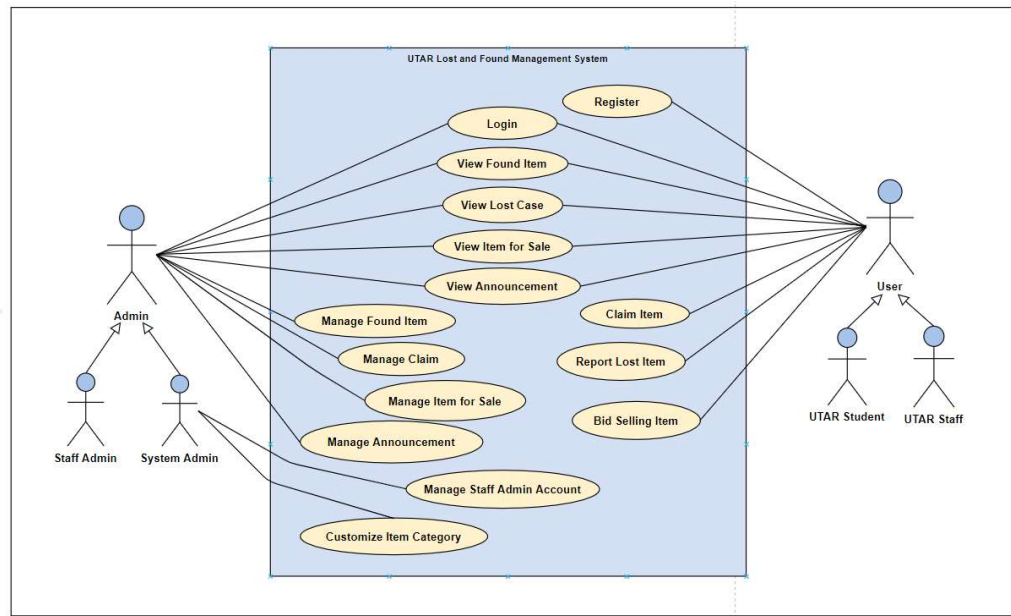 UTAR Lost and Found Management System
Register
Login
View Found Item
View Lost Case
View Item for Sale
View Announcement
User
Admin
Manage Found Item
Claim Item
Manage Claim
Report Lost Item
Manage Item for Sale
Bid Selling Item
UTAR Student
UTAR Staff
Manage Announcement
Staff Admin
System Admin
Manage Staff Admin Account
Customize Item Category